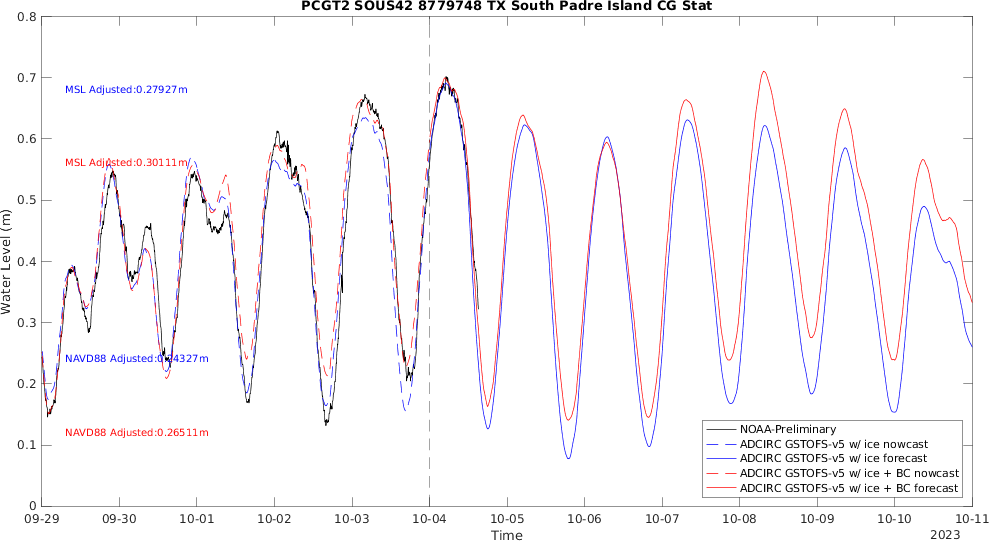 PCGT2 SOUS42 8779748 TX South Padre Island CG Stat
0.8
0.7
0.6
0.5
0.4
0.3
0.2
0.1
0
Water Level (m)
MSL Adjusted:0.27927m
MSL Adjusted:0.30111m
NAVD88 Adjusted:0.24327m
NAVD88 Adjusted:0.26511m
NOAA-Preliminary
ADCIRC GSTOFS-v5 w/ ice nowcast
ADCIRC GSTOFS-v5 w/ ice forecast
ADCIRC GSTOFS-v5 w/ ice + BC nowcast
ADCIRC GSTOFS-v5 w/ ice + BC forecast
09-29 09-30 10-01 10-02 10-03 10-04 10-05 10-06 10-07 10-08 10-09 10-10 10-11
Time
2023